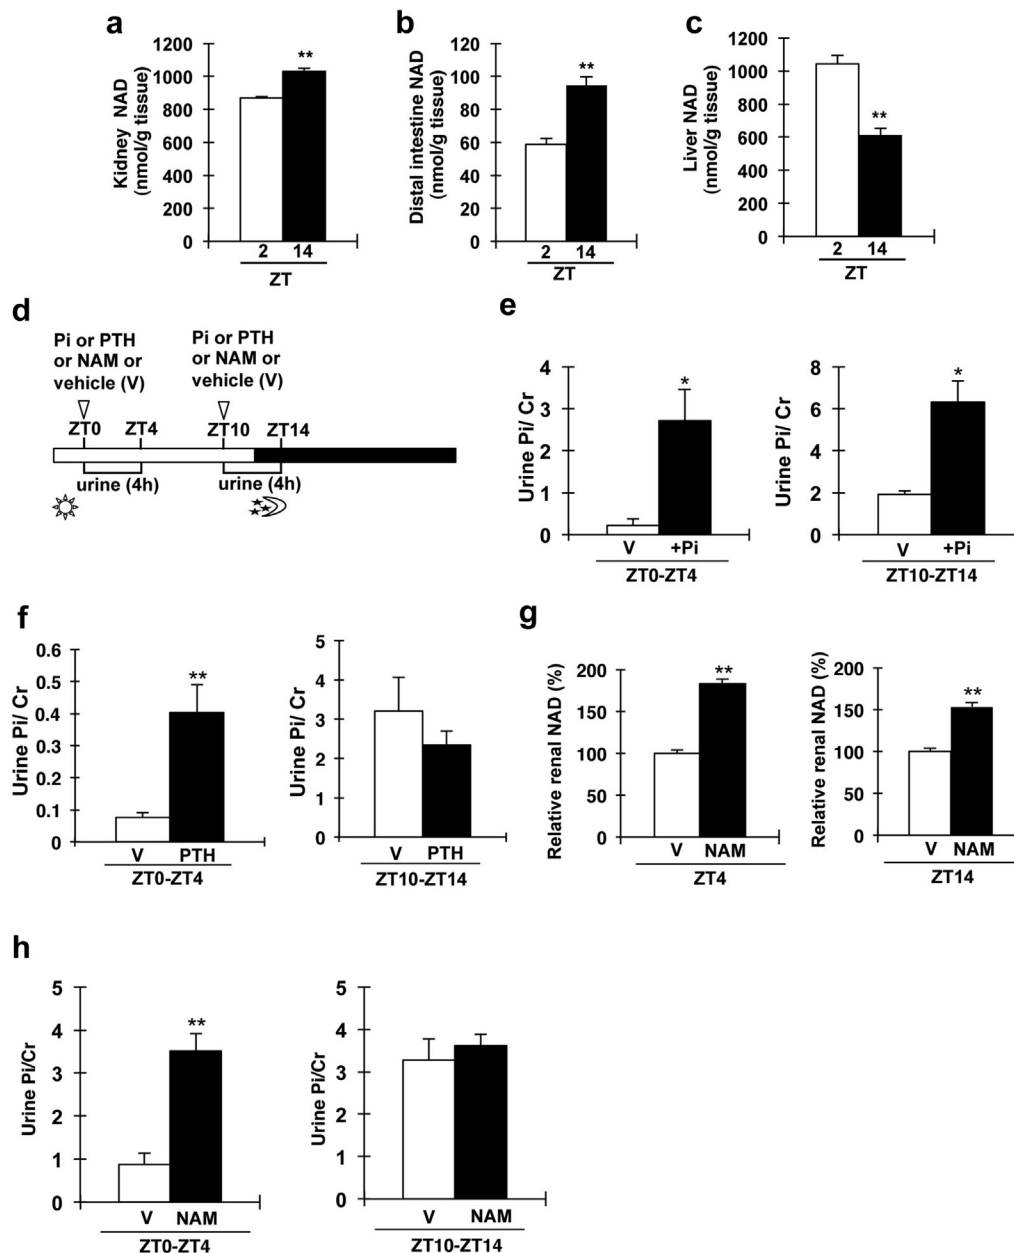 a
Kidney NAD
(nmol/g tissue)
1200
1000
800
600
400
200
0
**
2 14
ZT
b
Distal intestine NAD
(nmol/g tissue)
120
100
80
60
40
20
0
**
2 14
ZT
c
Liver NAD
(nmol/g tissue)
1200
1000
800
600
400
200
0
**
2 14
ZT
d
Pi or PTH
or NAM or
vehicle (V)
Pi or PTH
or NAM or
vehicle (V)
ZT0 ZT4 ZT10 ZT14
urine (4h) urine (4h)
e
Urine Pi/ Cr
4
3
2
1
0
*
V +Pi
ZT0-ZT4
Urine Pi/ Cr
8
6
4
2
0
*
V +Pi
ZT10-ZT14
f
Urine Pi/ Cr
0.6
0.5
0.4
0.3
0.2
0.1
0
**
V PTH
ZT0-ZT4
Urine Pi/ Cr
5
4
3
2
1
0
V PTH
ZT10-ZT14
g
Relative renal NAD (%)
200
150
100
50
0
**
V NAM
ZT4
Relative renal NAD (%)
200
150
100
50
0
**
V NAM
ZT14
h
Urine Pi/Cr
5
4
3
2
1
0
**
V NAM
ZT0-ZT4
Urine Pi/Cr
5
4
3
2
1
0
V NAM
ZT10-ZT14